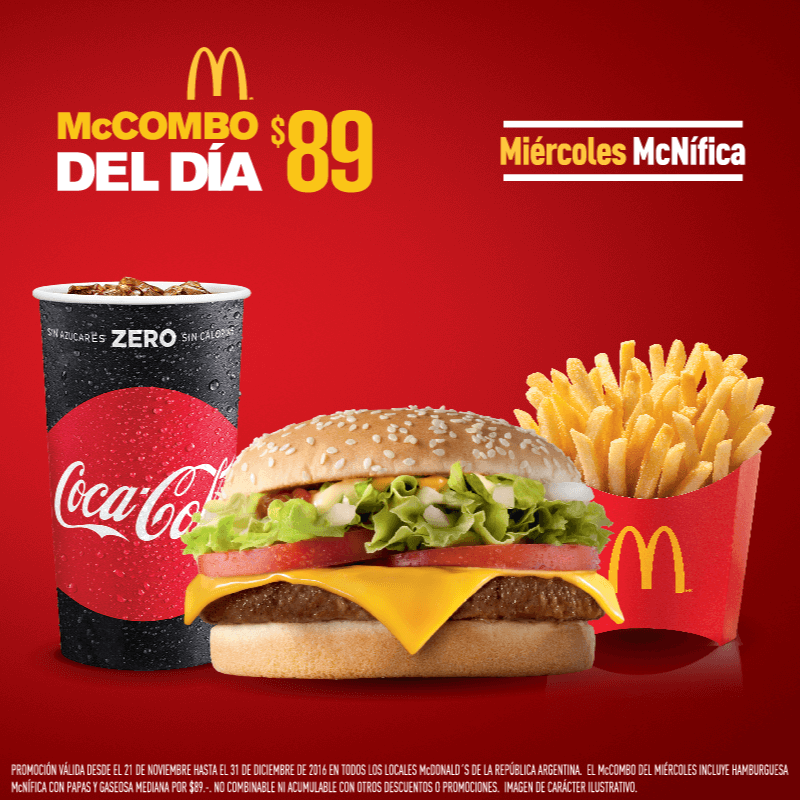 McCOMBO
DEL DÍA
$89
Miércoles McNífica
SIN AZUCARES ZERO SIN CALORIAS
Coca-Cola
PROMOCIÓN VÁLIDA DESDE EL 21 DE NOVIEMBRE HASTA EL 31 DE DICIEMBRE DE 2016 EN TODOS LOS LOCALES McDONALD´S DE LA REPÚBLICA ARGENTINA. EL McCOMBO DEL MIÉRCOLES INCLUYE HAMBURGUESA
McNÍFICA CON PAPAS Y GASEOSA MEDIANA POR $89.-. NO COMBINABLE NI ACUMULABLE CON OTROS DESCUENTOS O PROMOCIONES. IMAGEN DE CARÁCTER ILUSTRATIVO.